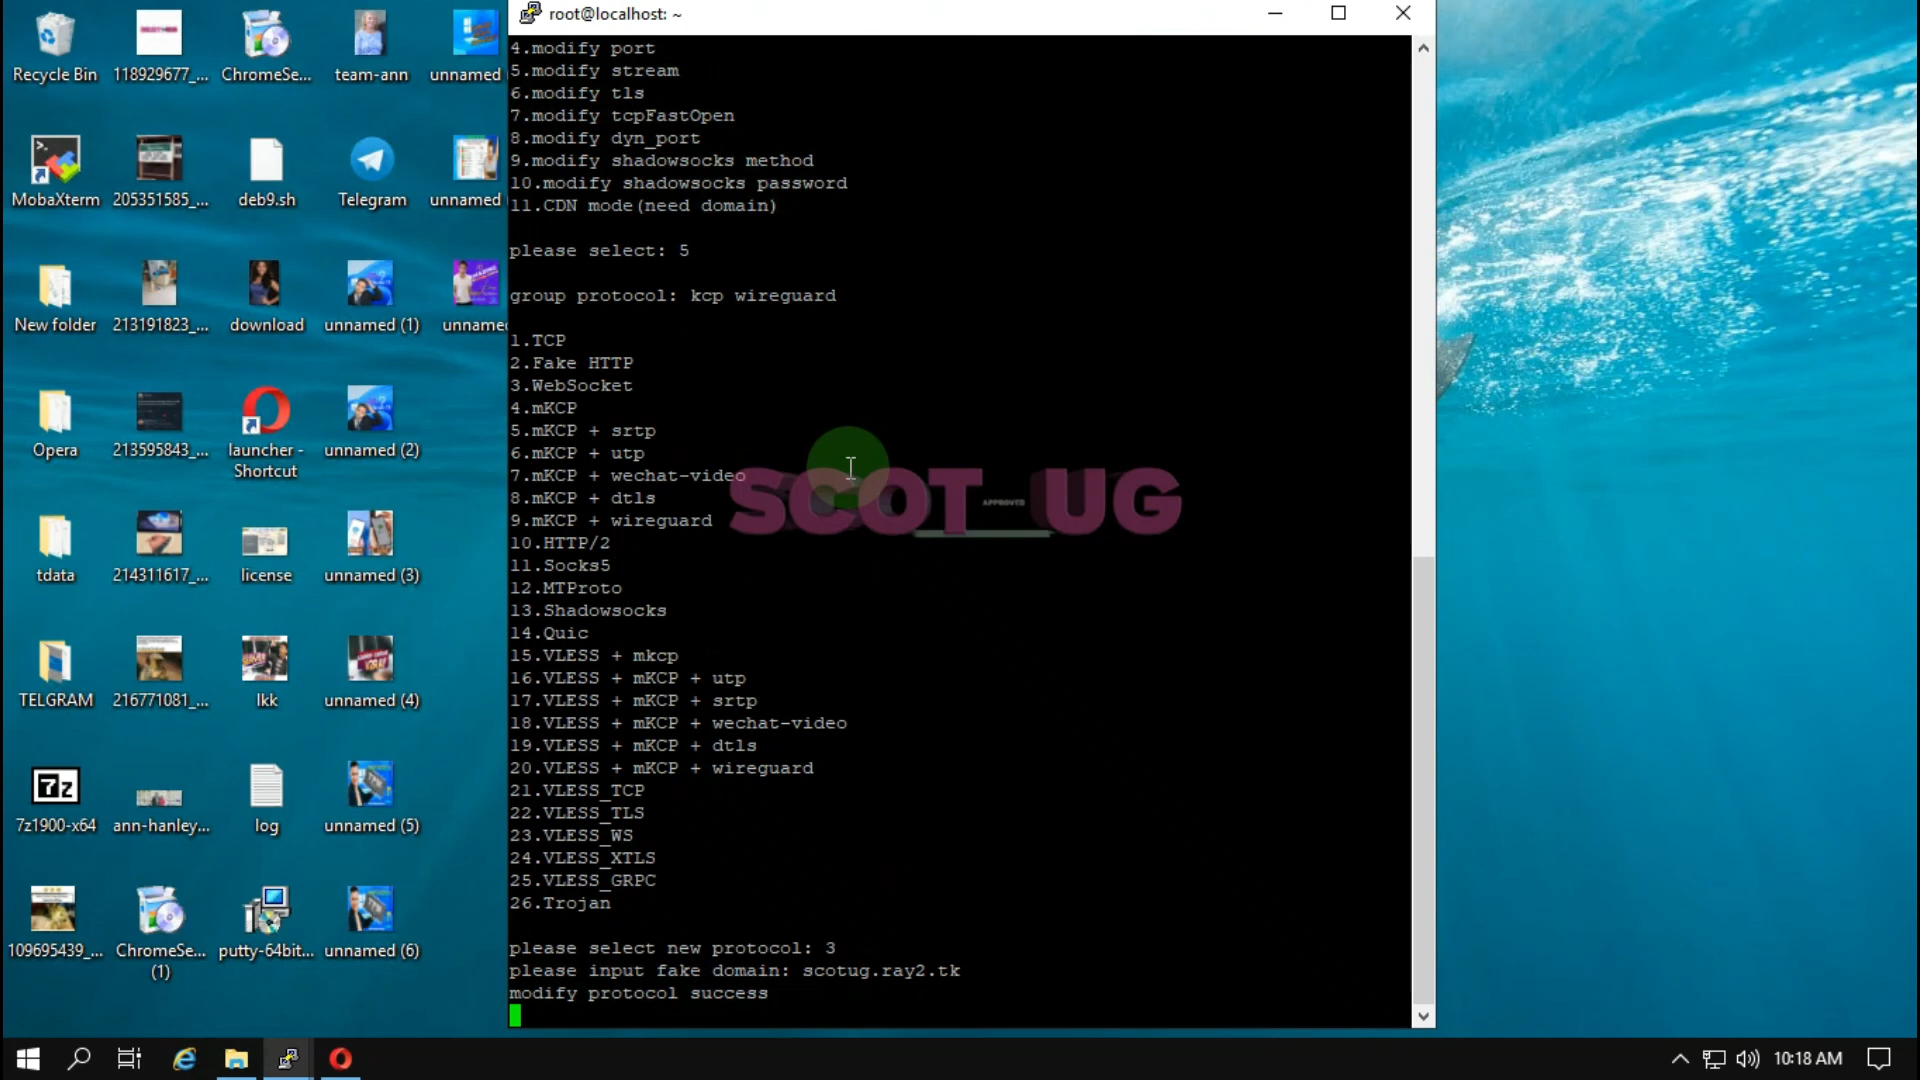 root@localhost: ~
4.modify port
5.modify stream
6.modify tls
7.modify tcpFastOpen
8.modify dyn_port
9.modify shadowsocks method
10.modify shadowsocks password
11.CDN mode(need domain)
please select: 5
group protocol: kcp wireguard
1.TCP
2.Fake HTTP
3.WebSocket
4.mKCP
5.mKCP + srtp
6.mKCP + utp
7.mKCP + wechat-video
8.mKCP + dtls
9.mKCP + wireguard
10.HTTP/2
11.Socks5
12.MTProto
13.Shadowsocks
14.Quic
15.VLESS + mkcp
16.VLESS + mKCP + utp
17.VLESS + mKCP + srtp
18.VLESS + mKCP + wechat-video
19.VLESS + mKCP + dtls
20.VLESS + mKCP + wireguard
21.VLESS_TCP
22.VLESS_TLS
23.VLESS_WS
24.VLESS_XTLS
25.VLESS_GRPC
26.Trojan
please select new protocol: 3
please input fake domain: scotug.ray2.tk
modify protocol success
SCOT UG
APPROVED
Recycle Bin
118929677_...
ChromeSe...
team-ann
unnamed
MobaXterm
205351585_...
deb9.sh
Telegram
unnamed
New folder
213191823_...
download
unnamed (1)
unnamed
Opera
213595843_...
launcher -
Shortcut
unnamed (2)
tdata
214311617_...
license
unnamed (3)
TELGRAM
216771081_...
lkk
unnamed (4)
7z
7z1900-x64
ann-hanley...
log
unnamed (5)
109695439_...
ChromeSe...
(1)
putty-64bit...
unnamed (6)
10:18 AM